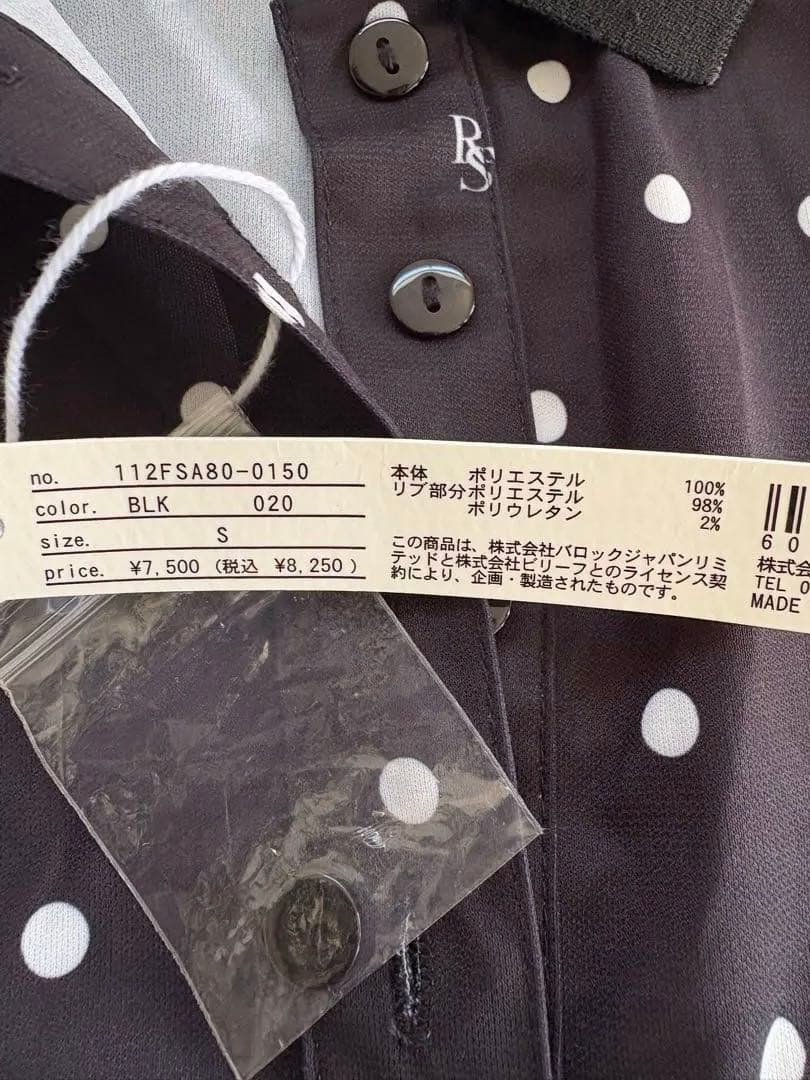 RS
no. 112FSA80-0150
color. BLK 020
size. S
price. ¥7,500 (税込 ¥8,250)
本体 ポリエステル 100%
リブ部分ポリエステル 98%
ポリウレタン 2%
この商品は、株式会社バロックジャパンリミ
テッドと株式会社ビリーフとのライセンス契
約により、企画・製造されたものです。
60
株式会
TEL 0
MADE